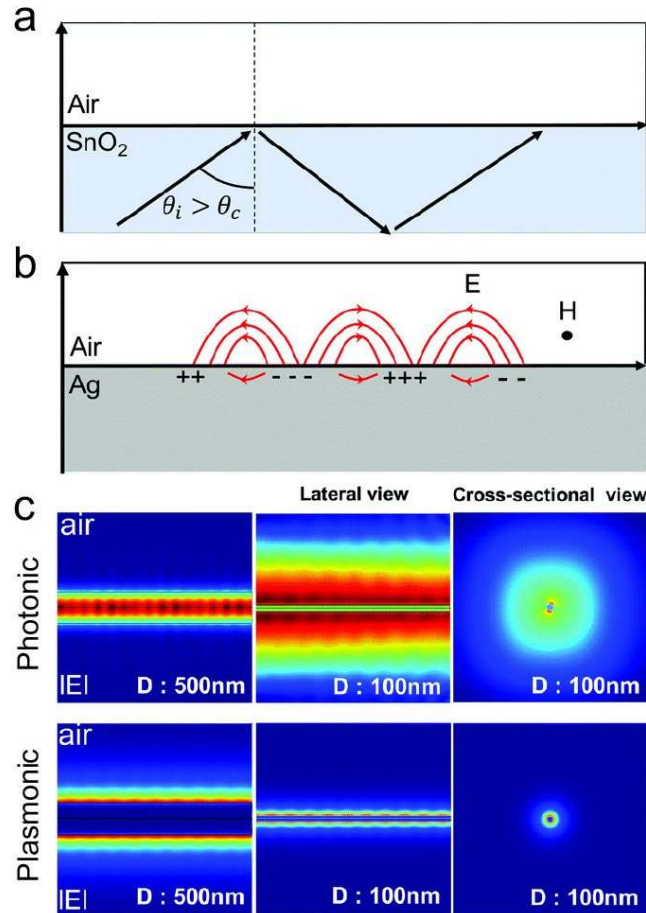 a
Air
SnO₂
θᵢ > θ_c
b
E
H
Air
++ - - - +++ - -
Ag
Lateral view Cross-sectional view
c
Photonic
air
|E| D : 500nm D : 100nm D : 100nm
Plasmonic
air
|E| D : 500nm D : 100nm D : 100nm